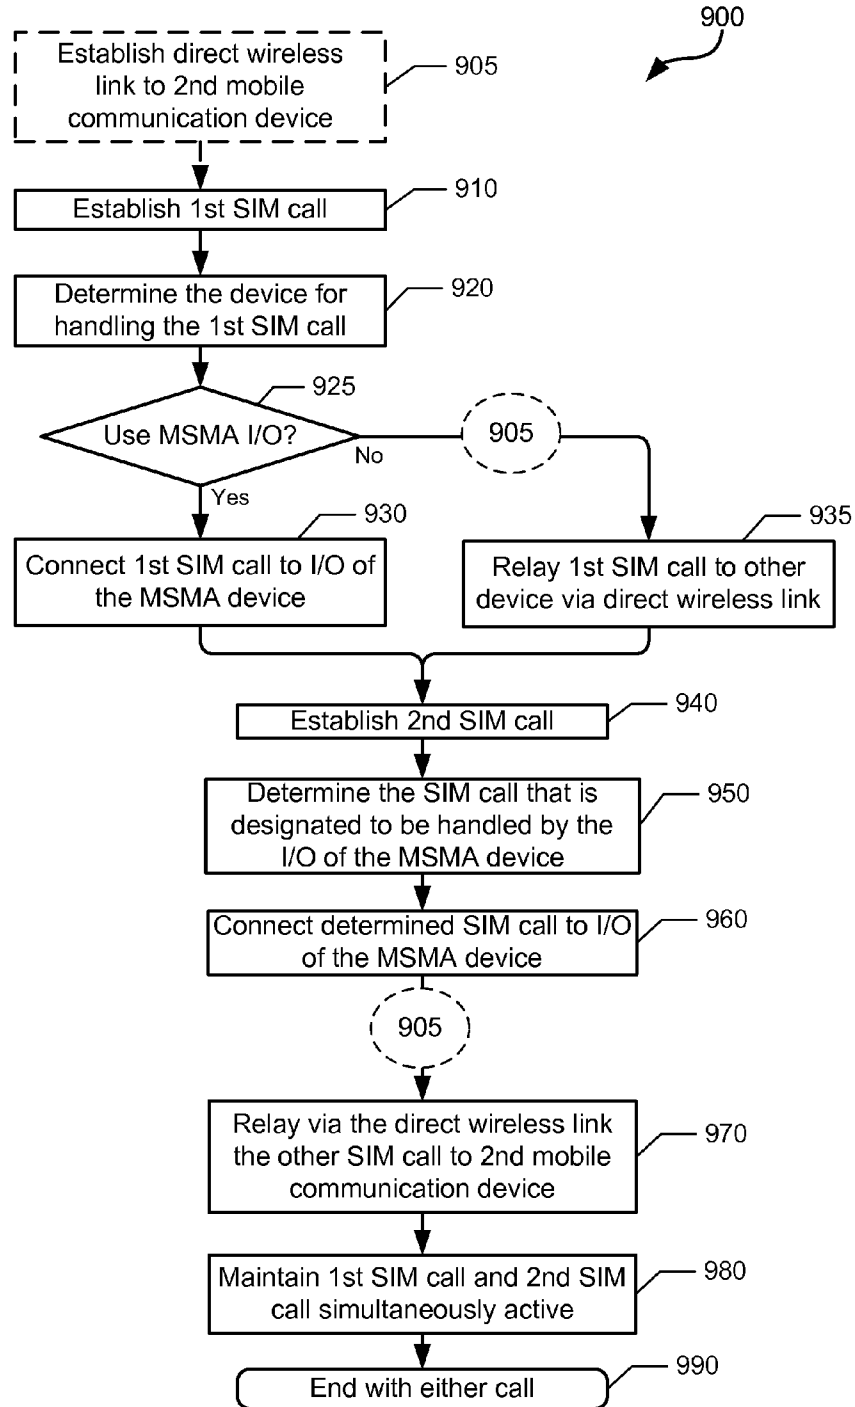 900
Establish direct wireless
link to 2nd mobile
communication device
905
Establish 1st SIM call
910
Determine the device for
handling the 1st SIM call
920
925
Use MSMA I/O?
No
905
Yes
930
Connect 1st SIM call to I/O of
the MSMA device
935
Relay 1st SIM call to other
device via direct wireless link
Establish 2nd SIM call
940
Determine the SIM call that is
designated to be handled by the
I/O of the MSMA device
950
Connect determined SIM call to I/O
of the MSMA device
960
905
Relay via the direct wireless link
the other SIM call to 2nd mobile
communication device
970
Maintain 1st SIM call and 2nd SIM
call simultaneously active
980
End with either call
990